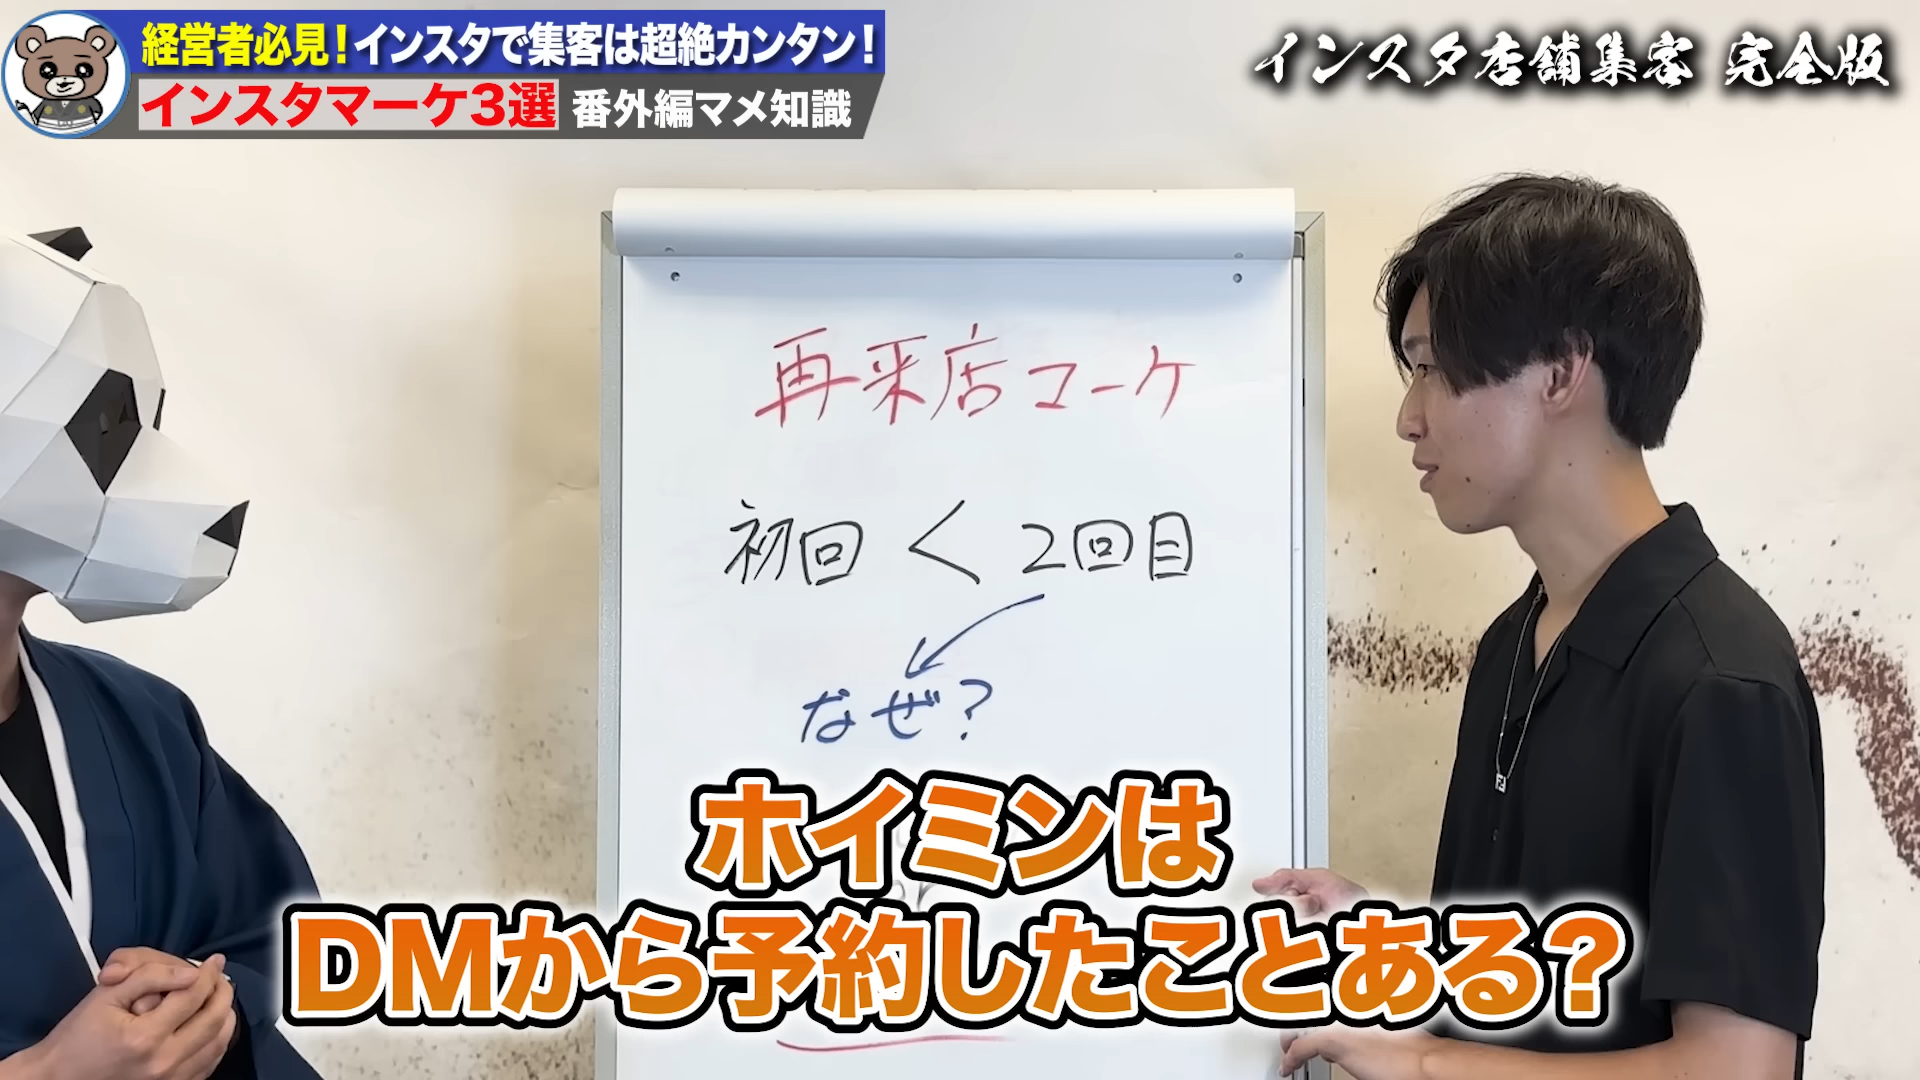 経営者必見！インスタで集客は超絶カンタン！
インスタマーケ3選 番外編マメ知識
インスタ店舗集客 完全版
再来店マーケ
初回 < 2回目
なぜ?
ホイミンは
DMから予約したことある?